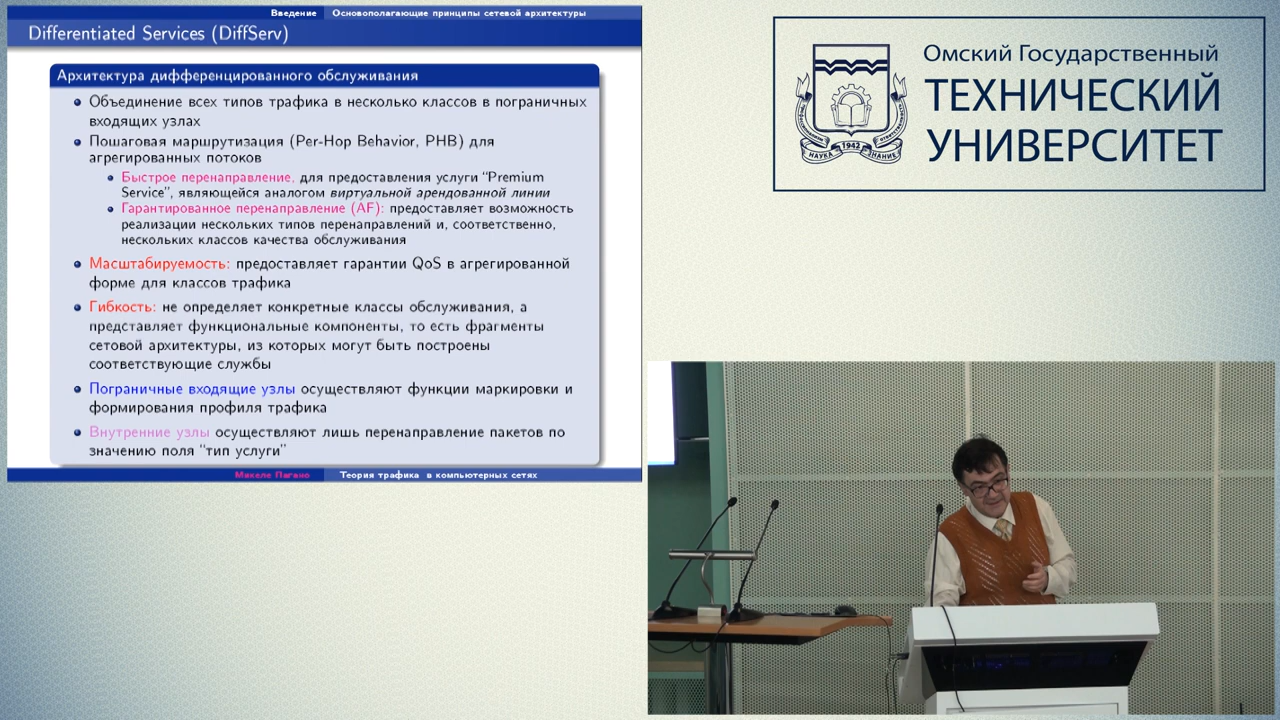 Введение Основополагающие принципы сетевой архитектуры
Differentiated Services (DiffServ)
Архитектура дифференцированного обслуживания
Объединение всех типов трафика в несколько классов в пограничных
входящих узлах
Пошаговая маршрутизация (Per-Hop Behavior, PHB) для
агрегированных потоков
Быстрое перенаправление, для предоставления услуги “Premium
Service”, являющейся аналогом виртуальной арендованной линии
Гарантированное перенаправление (AF): предоставляет возможность
реализации нескольких типов перенаправлений и, соответственно,
нескольких классов качества обслуживания
Масштабируемость: предоставляет гарантии QoS в агрегированной
форме для классов трафика
Гибкость: не определяет конкретные классы обслуживания, а
представляет функциональные компоненты, то есть фрагменты
сетевой архитектуры, из которых могут быть построены
соответствующие службы
Пограничные входящие узлы осуществляют функции маркировки и
формирования профиля трафика
Внутренние узлы осуществляют лишь перенаправление пакетов по
значению поля “тип услуги”
Микеле Пагано Теория трафика в компьютерных сетях
Омский Государственный
ТЕХНИЧЕСКИЙ
УНИВЕРСИТЕТ
НАУКА 1942 ЗНАНИЕ